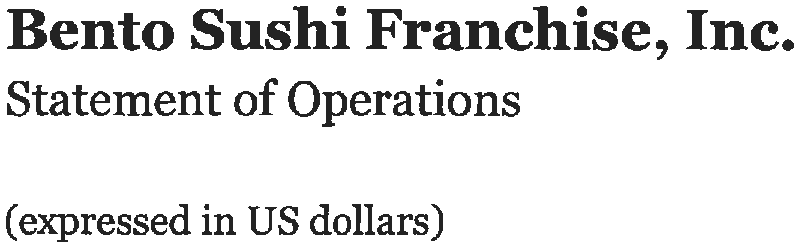 Bento Sushi Franchise, Inc.
Statement of Operations
(expressed in US dollars)